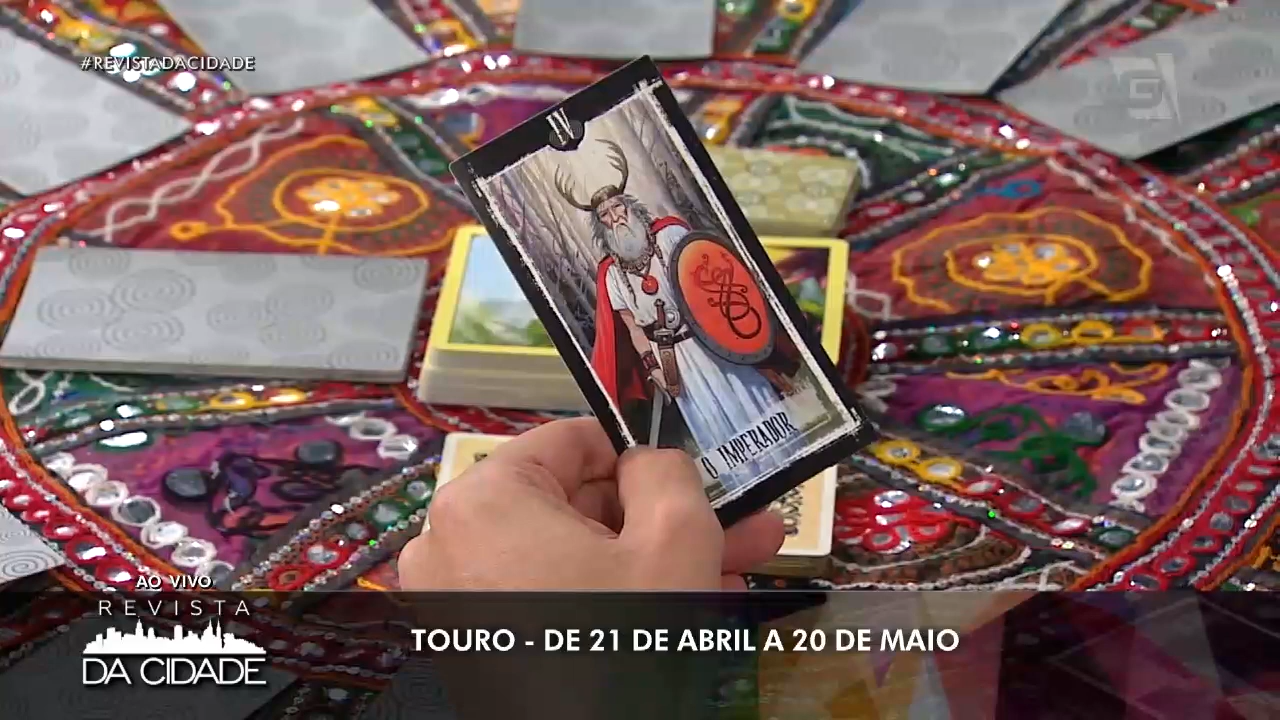 #REVISTADACIDADE
IV
O IMPERADOR
AO VIVO
REVISTA
DA CIDADE
TOURO - DE 21 DE ABRIL A 20 DE MAIO